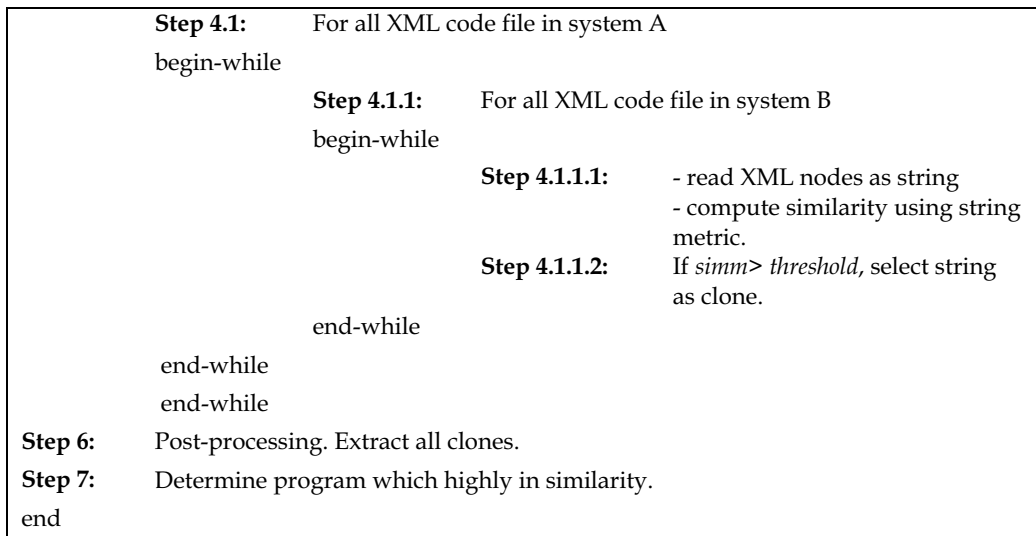 Step 4.1: For all XML code file in system A
begin-while
Step 4.1.1: For all XML code file in system B
begin-while
Step 4.1.1.1: - read XML nodes as string
- compute similarity using string
metric.
Step 4.1.1.2: If simm> threshold, select string
as clone.
end-while
end-while
end-while
Step 6: Post-processing. Extract all clones.
Step 7: Determine program which highly in similarity.
end